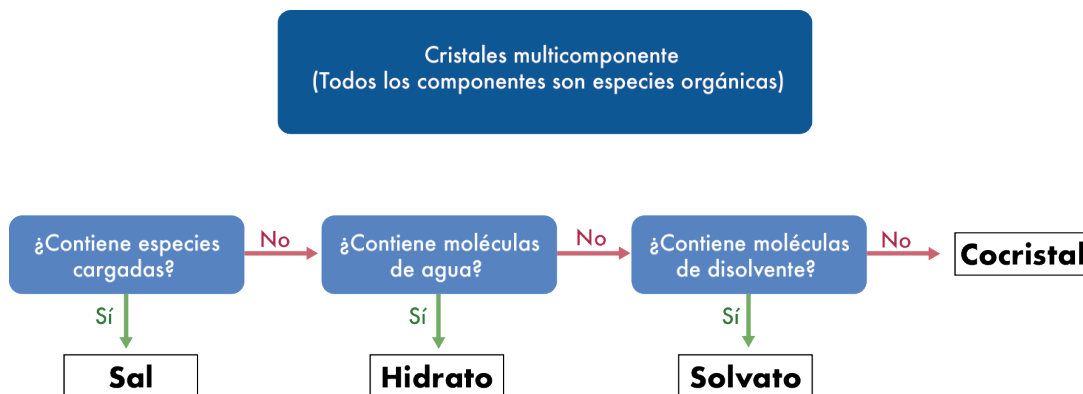 Cristales multicomponente
(Todos los componentes son especies orgánicas)
¿Contiene especies
cargadas?
No
¿Contiene moléculas
de agua?
No
¿Contiene moléculas
de disolvente?
No
Cocristal
Sí
Sí
Sí
Sal
Hidrato
Solvato